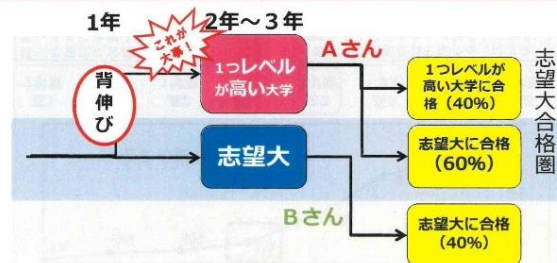 1年
2年～3年
これが
大事！
背伸び
1つレベル
が高い大学
Aさん
1つレベルが
高い大学に合
格（40%）
志望大合格圏
志望大
志望大に合格
（60%）
Bさん
志望大に合格
（40%）